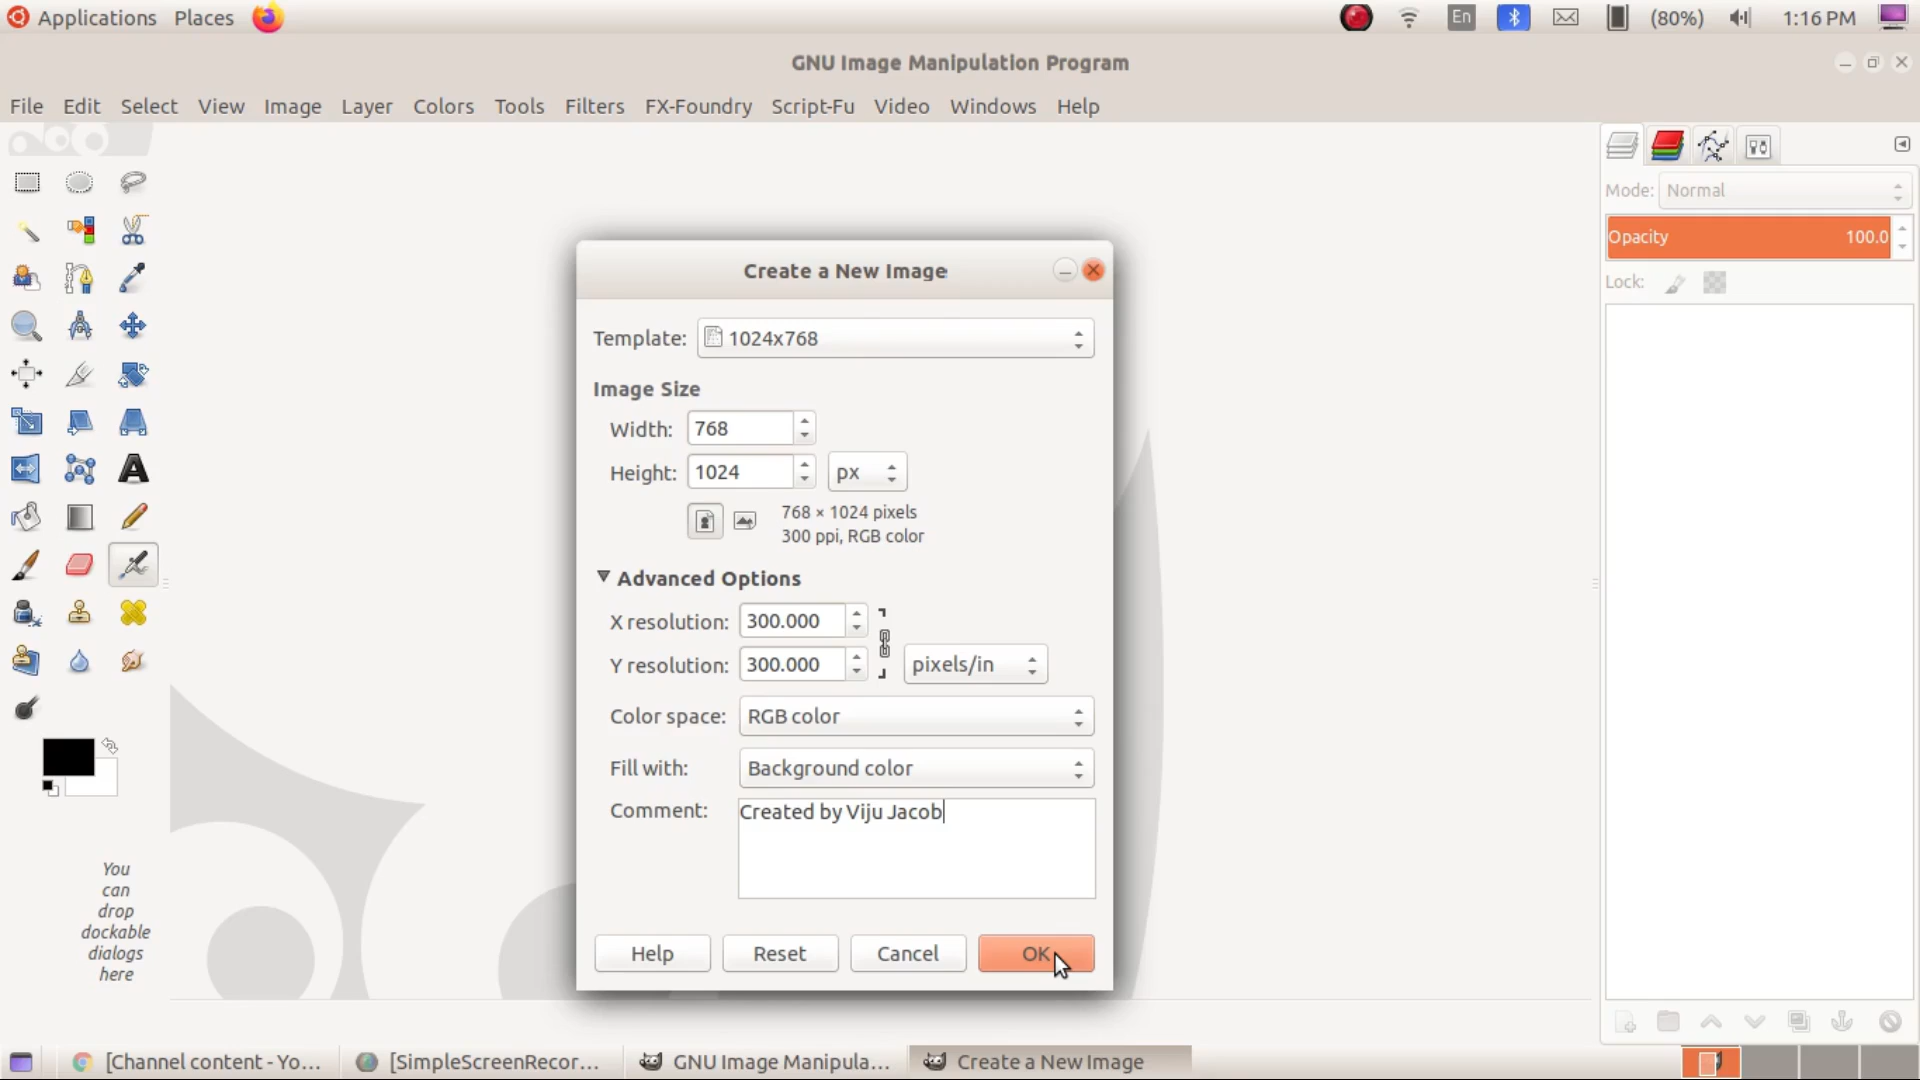 Applications Places En (80%) 1:16 PM
GNU Image Manipulation Program
File Edit Select View Image Layer Colors Tools Filters FX-Foundry Script-Fu Video Windows Help
Mode: Normal
Opacity 100.0
Lock:
Create a New Image
Template: 1024x768
Image Size
Width: 768
Height: 1024 px
768 × 1024 pixels
300 ppi, RGB color
Advanced Options
X resolution: 300.000
Y resolution: 300.000 pixels/in
Color space: RGB color
Fill with: Background color
Comment: Created by Viju Jacob
Help Reset Cancel OK
You
can
drop
dockable
dialogs
here
[Channel content - Yo... [SimpleScreenRecor... GNU Image Manipula... Create a New Image